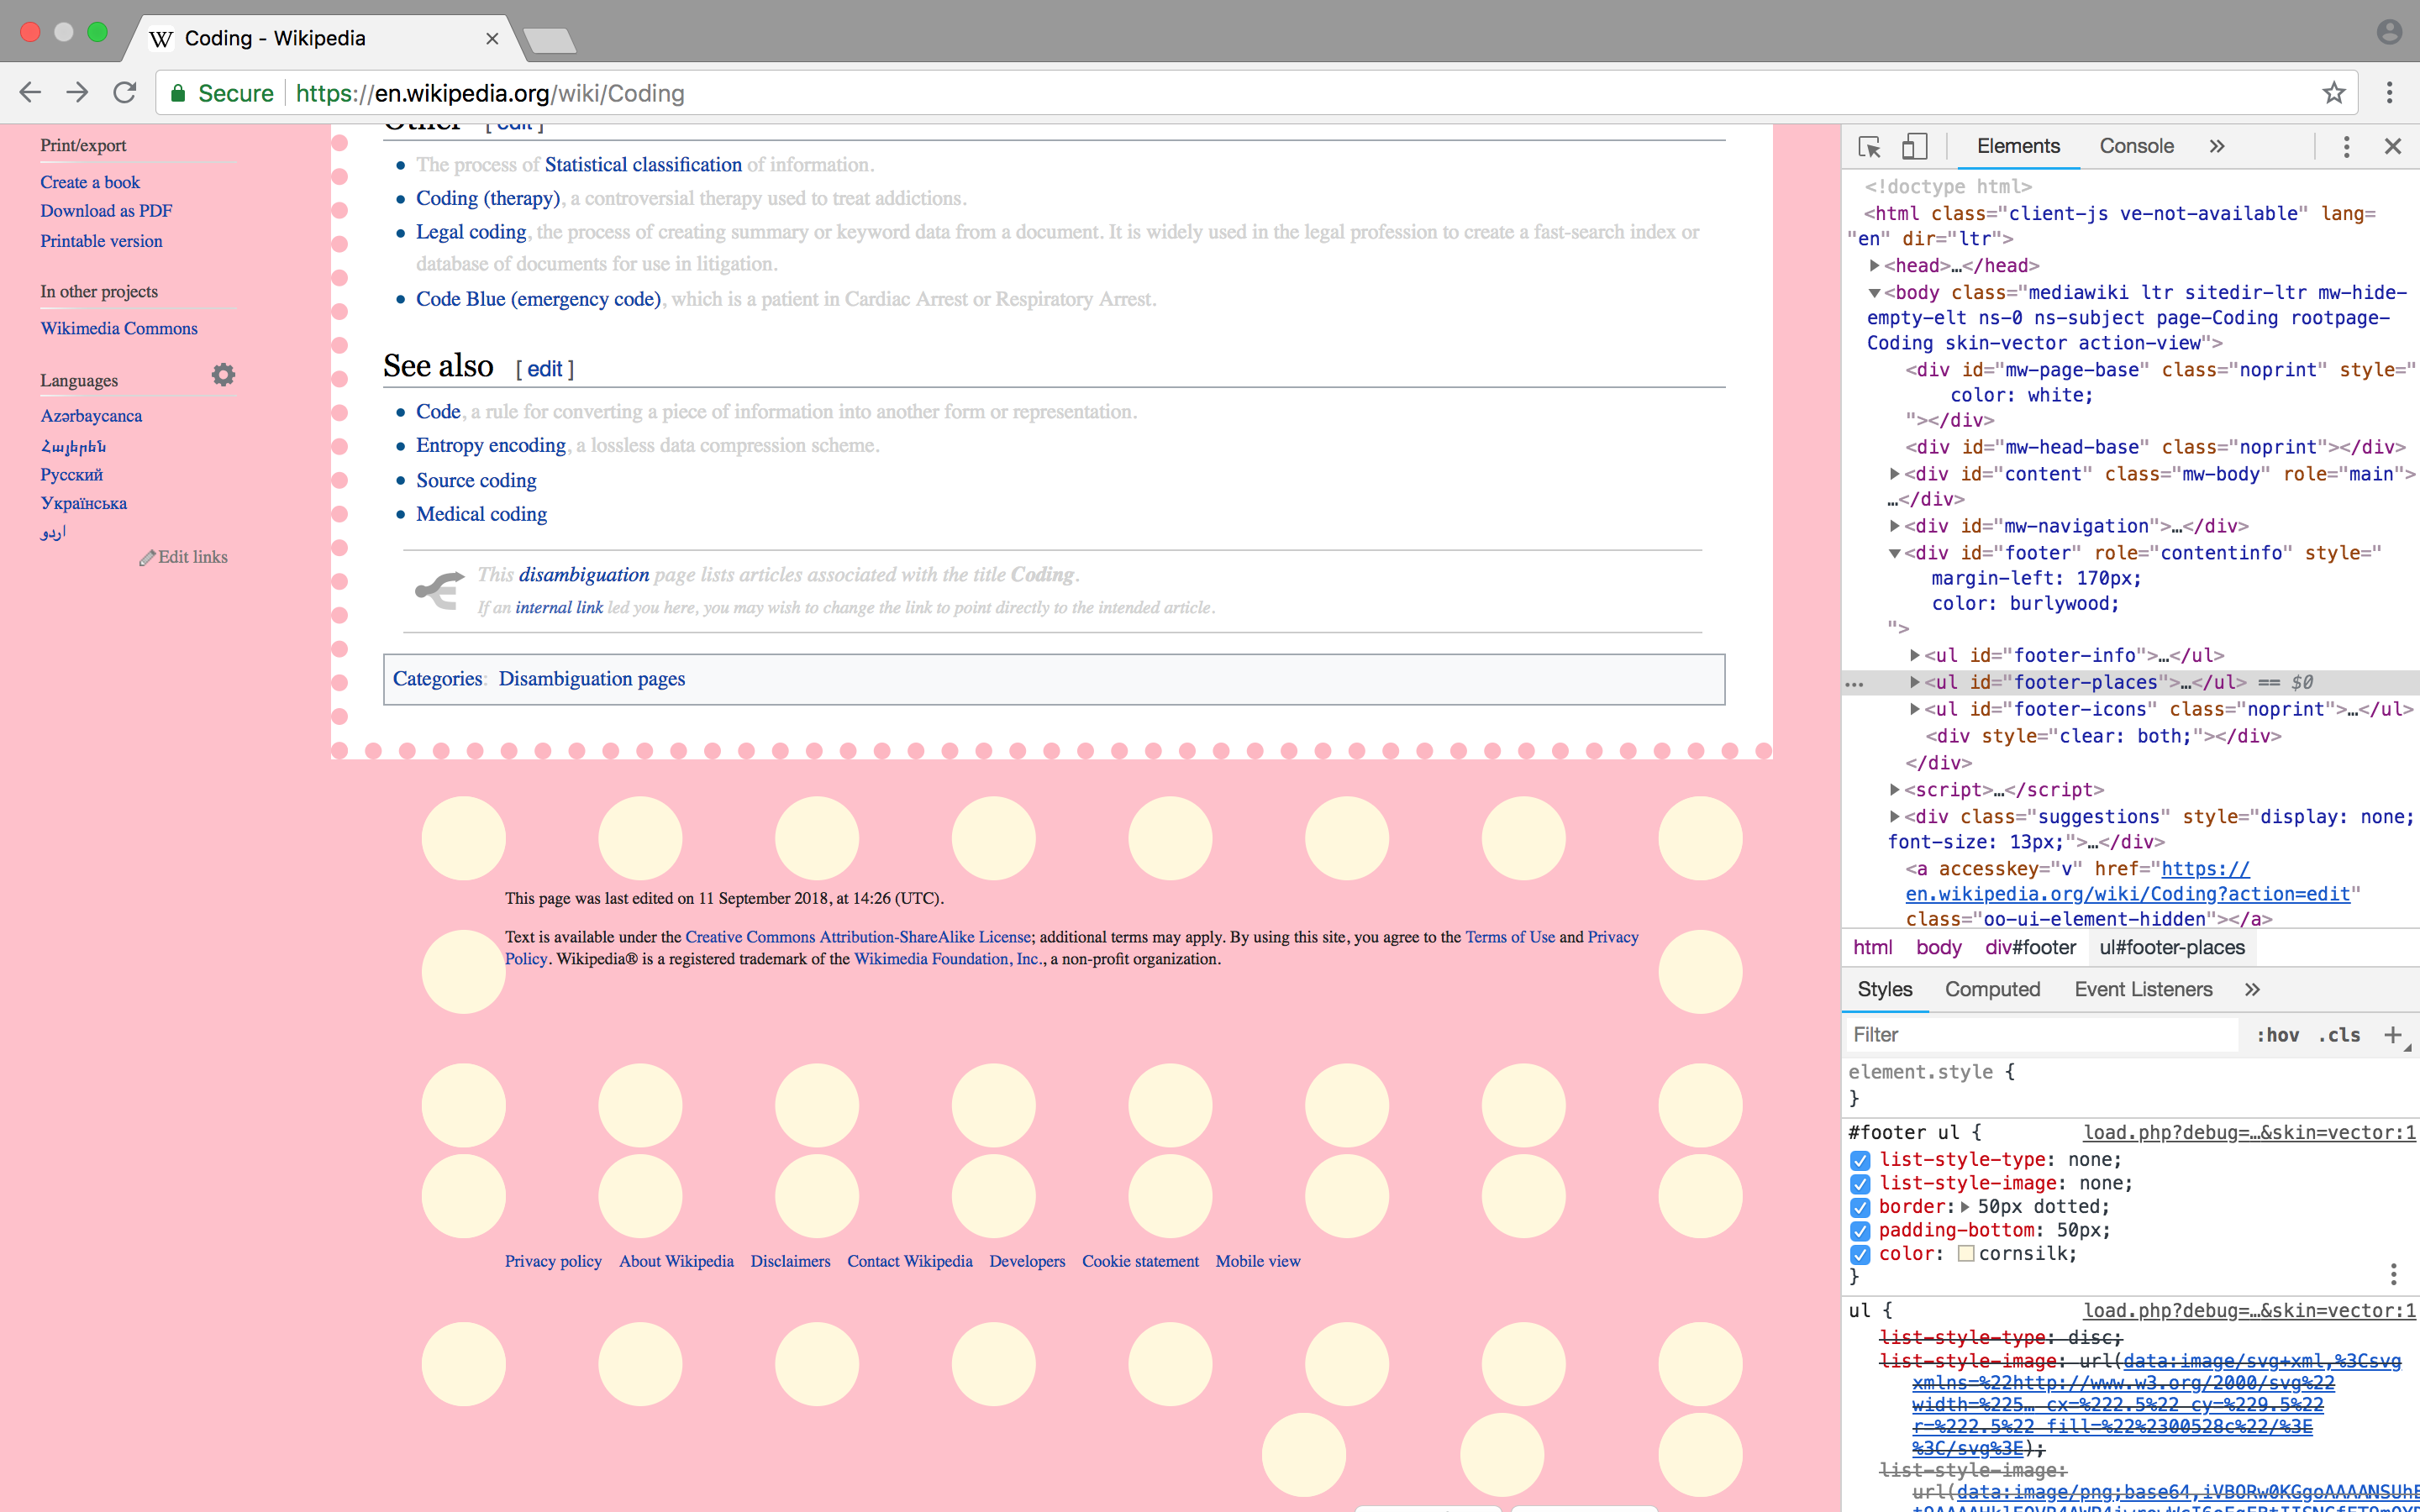 Coding - Wikipedia
Secure https://en.wikipedia.org/wiki/Coding
Print/export
Create a book
Download as PDF
Printable version
In other projects
Wikimedia Commons
Languages
Azərbaycanca
Հայերեն
Русский
Українська
اردو
Edit links
Other [ edit ]
The process of Statistical classification of information.
Coding (therapy), a controversial therapy used to treat addictions.
Legal coding, the process of creating summary or keyword data from a document. It is widely used in the legal profession to create a fast-search index or
database of documents for use in litigation.
Code Blue (emergency code), which is a patient in Cardiac Arrest or Respiratory Arrest.
See also [ edit ]
Code, a rule for converting a piece of information into another form or representation.
Entropy encoding, a lossless data compression scheme.
Source coding
Medical coding
This disambiguation page lists articles associated with the title Coding.
If an internal link led you here, you may wish to change the link to point directly to the intended article.
Categories: Disambiguation pages
This page was last edited on 11 September 2018, at 14:26 (UTC).
Text is available under the Creative Commons Attribution-ShareAlike License; additional terms may apply. By using this site, you agree to the Terms of Use and Privacy
Policy. Wikipedia® is a registered trademark of the Wikimedia Foundation, Inc., a non-profit organization.
Privacy policy About Wikipedia Disclaimers Contact Wikipedia Developers Cookie statement Mobile view
Elements Console »
<!doctype html>
<html class="client-js ve-not-available" lang=
"en" dir="ltr">
<head>…</head>
<body class="mediawiki ltr sitedir-ltr mw-hide-
empty-elt ns-0 ns-subject page-Coding rootpage-
Coding skin-vector action-view">
<div id="mw-page-base" class="noprint" style="
color: white;
"></div>
<div id="mw-head-base" class="noprint"></div>
<div id="content" class="mw-body" role="main">
…</div>
<div id="mw-navigation">…</div>
<div id="footer" role="contentinfo" style="
margin-left: 170px;
color: burlywood;
">
<ul id="footer-info">…</ul>
… <ul id="footer-places">…</ul> == $0
<ul id="footer-icons" class="noprint">…</ul>
<div style="clear: both;"></div>
</div>
<script>…</script>
<div class="suggestions" style="display: none;
font-size: 13px;">…</div>
<a accesskey="v" href="https://
en.wikipedia.org/wiki/Coding?action=edit"
class="oo-ui-element-hidden"></a>
html body div#footer ul#footer-places
Styles Computed Event Listeners »
Filter :hov .cls +
element.style {
}
#footer ul { load.php?debug=…&skin=vector:1
list-style-type: none;
list-style-image: none;
border: 50px dotted;
padding-bottom: 50px;
color: cornsilk;
}
ul { load.php?debug=…&skin=vector:1
list-style-type: disc;
list-style-image: url(data:image/svg+xml,%3Csvg
xmlns=%22http://www.w3.org/2000/svg%22
width=%225… cx=%222.5%22 cy=%229.5%22
r=%222.5%22 fill=%22%2300528c%22/%3E
%3C/svg%3E);
list-style-image: